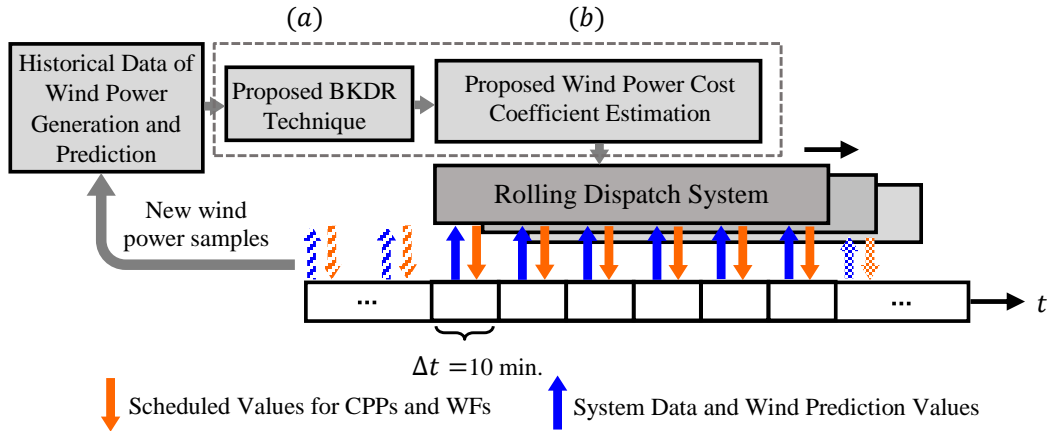 (a)
(b)
Historical Data of
Wind Power
Generation and
Prediction
Proposed BKDR
Technique
Proposed Wind Power Cost
Coefficient Estimation
Rolling Dispatch System
New wind
power samples
...
...
t
Δt =10 min.
Scheduled Values for CPPs and WFs
System Data and Wind Prediction Values